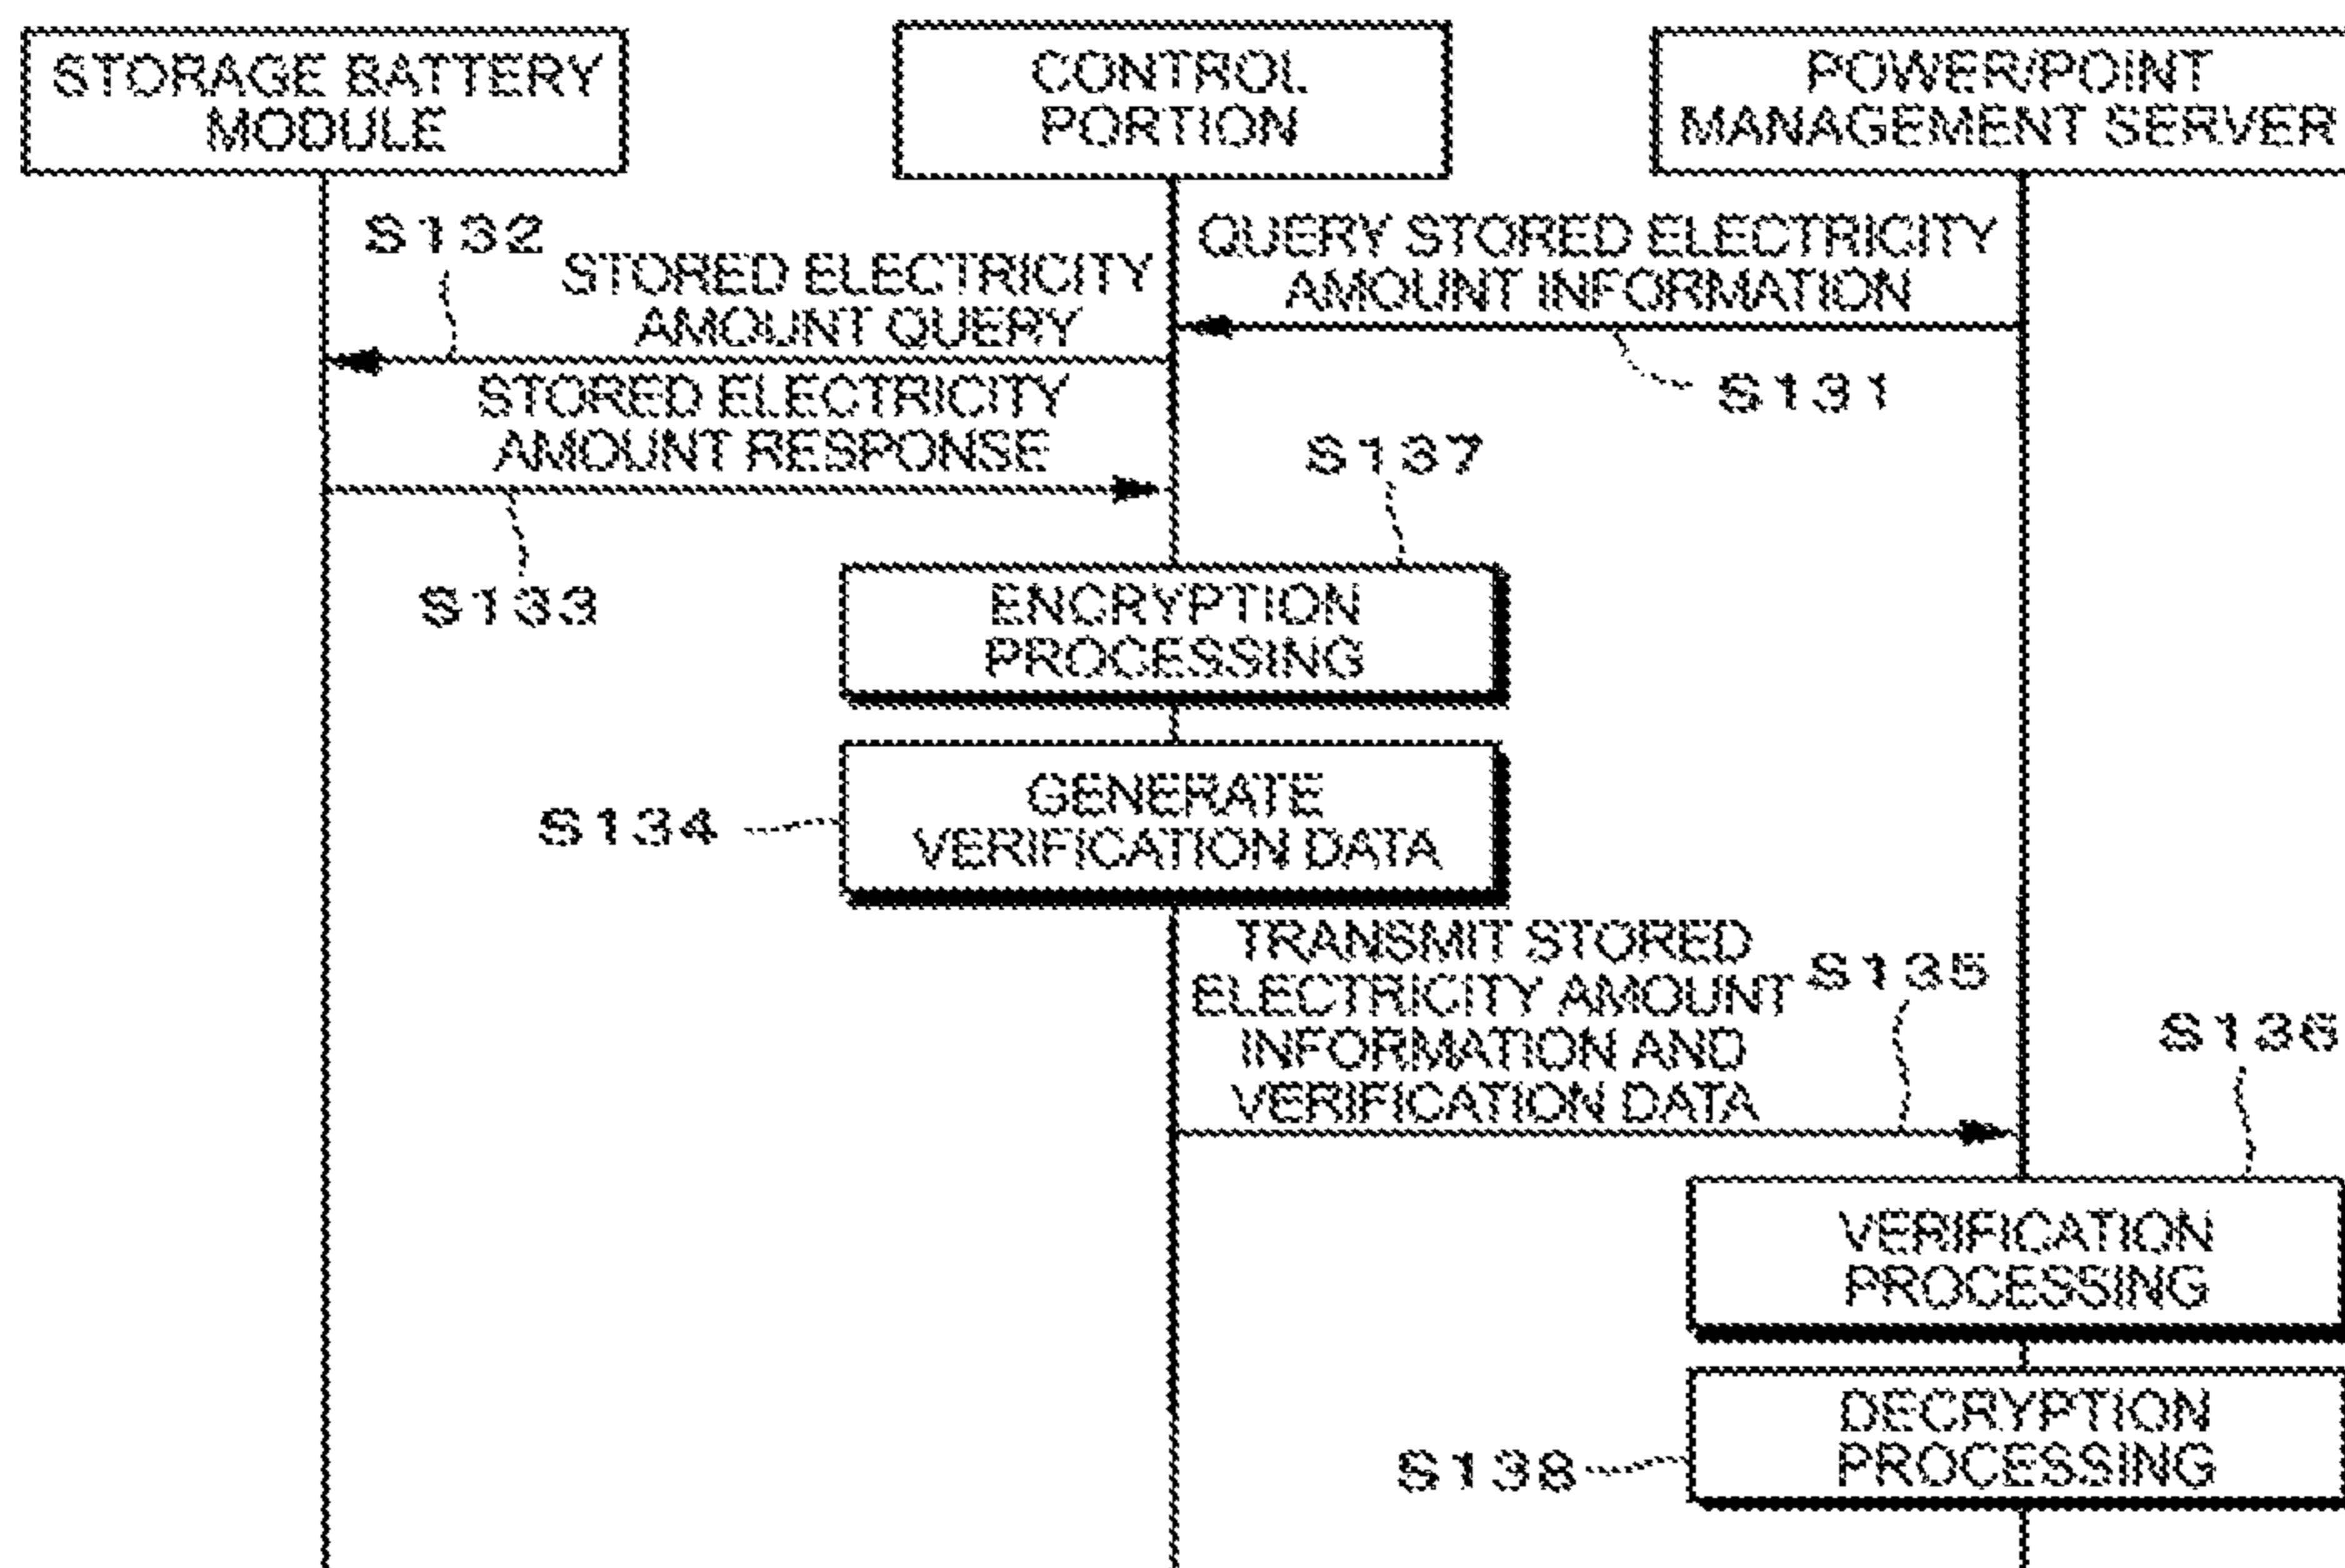 STORAGE BATTERY
MODULE
CONTROL
PORTION
POWER/POINT
MANAGEMENT SERVER
S132
STORED ELECTRICITY
AMOUNT QUERY
QUERY STORED ELECTRICITY
AMOUNT INFORMATION
S131
STORED ELECTRICITY
AMOUNT RESPONSE
S133
S137
ENCRYPTION
PROCESSING
S134
GENERATE
VERIFICATION DATA
TRANSMIT STORED
ELECTRICITY AMOUNT
INFORMATION AND
VERIFICATION DATA
S135
S136
VERIFICATION
PROCESSING
S138
DECRYPTION
PROCESSING